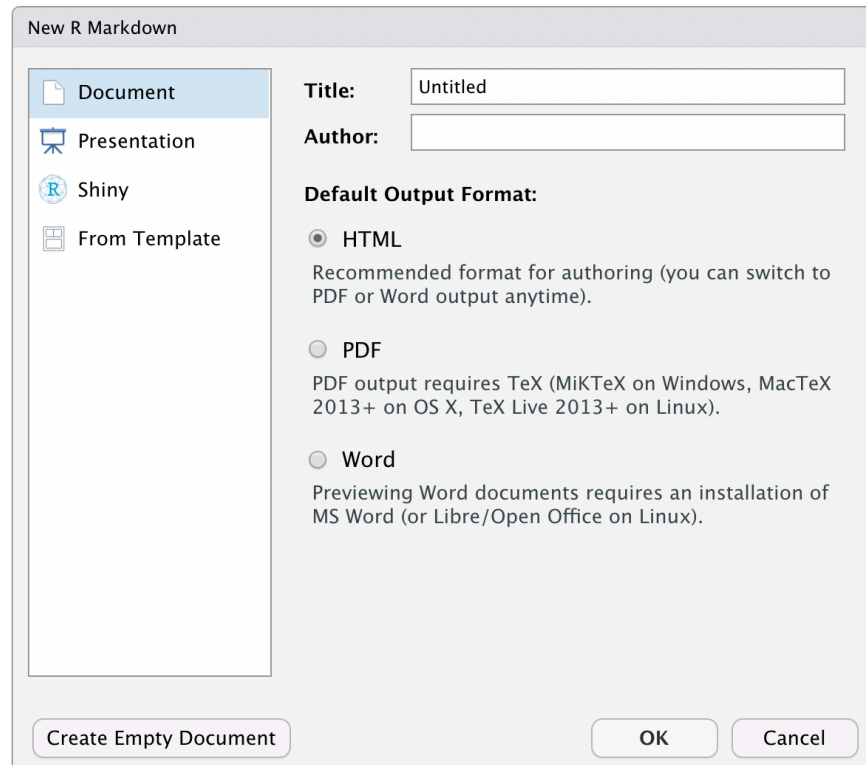 New R Markdown
Document
Presentation
R Shiny
From Template
Title: Untitled
Author:
Default Output Format:
HTML
Recommended format for authoring (you can switch to
PDF or Word output anytime).
PDF
PDF output requires TeX (MiKTeX on Windows, MacTeX
2013+ on OS X, TeX Live 2013+ on Linux).
Word
Previewing Word documents requires an installation of
MS Word (or Libre/Open Office on Linux).
Create Empty Document
OK
Cancel